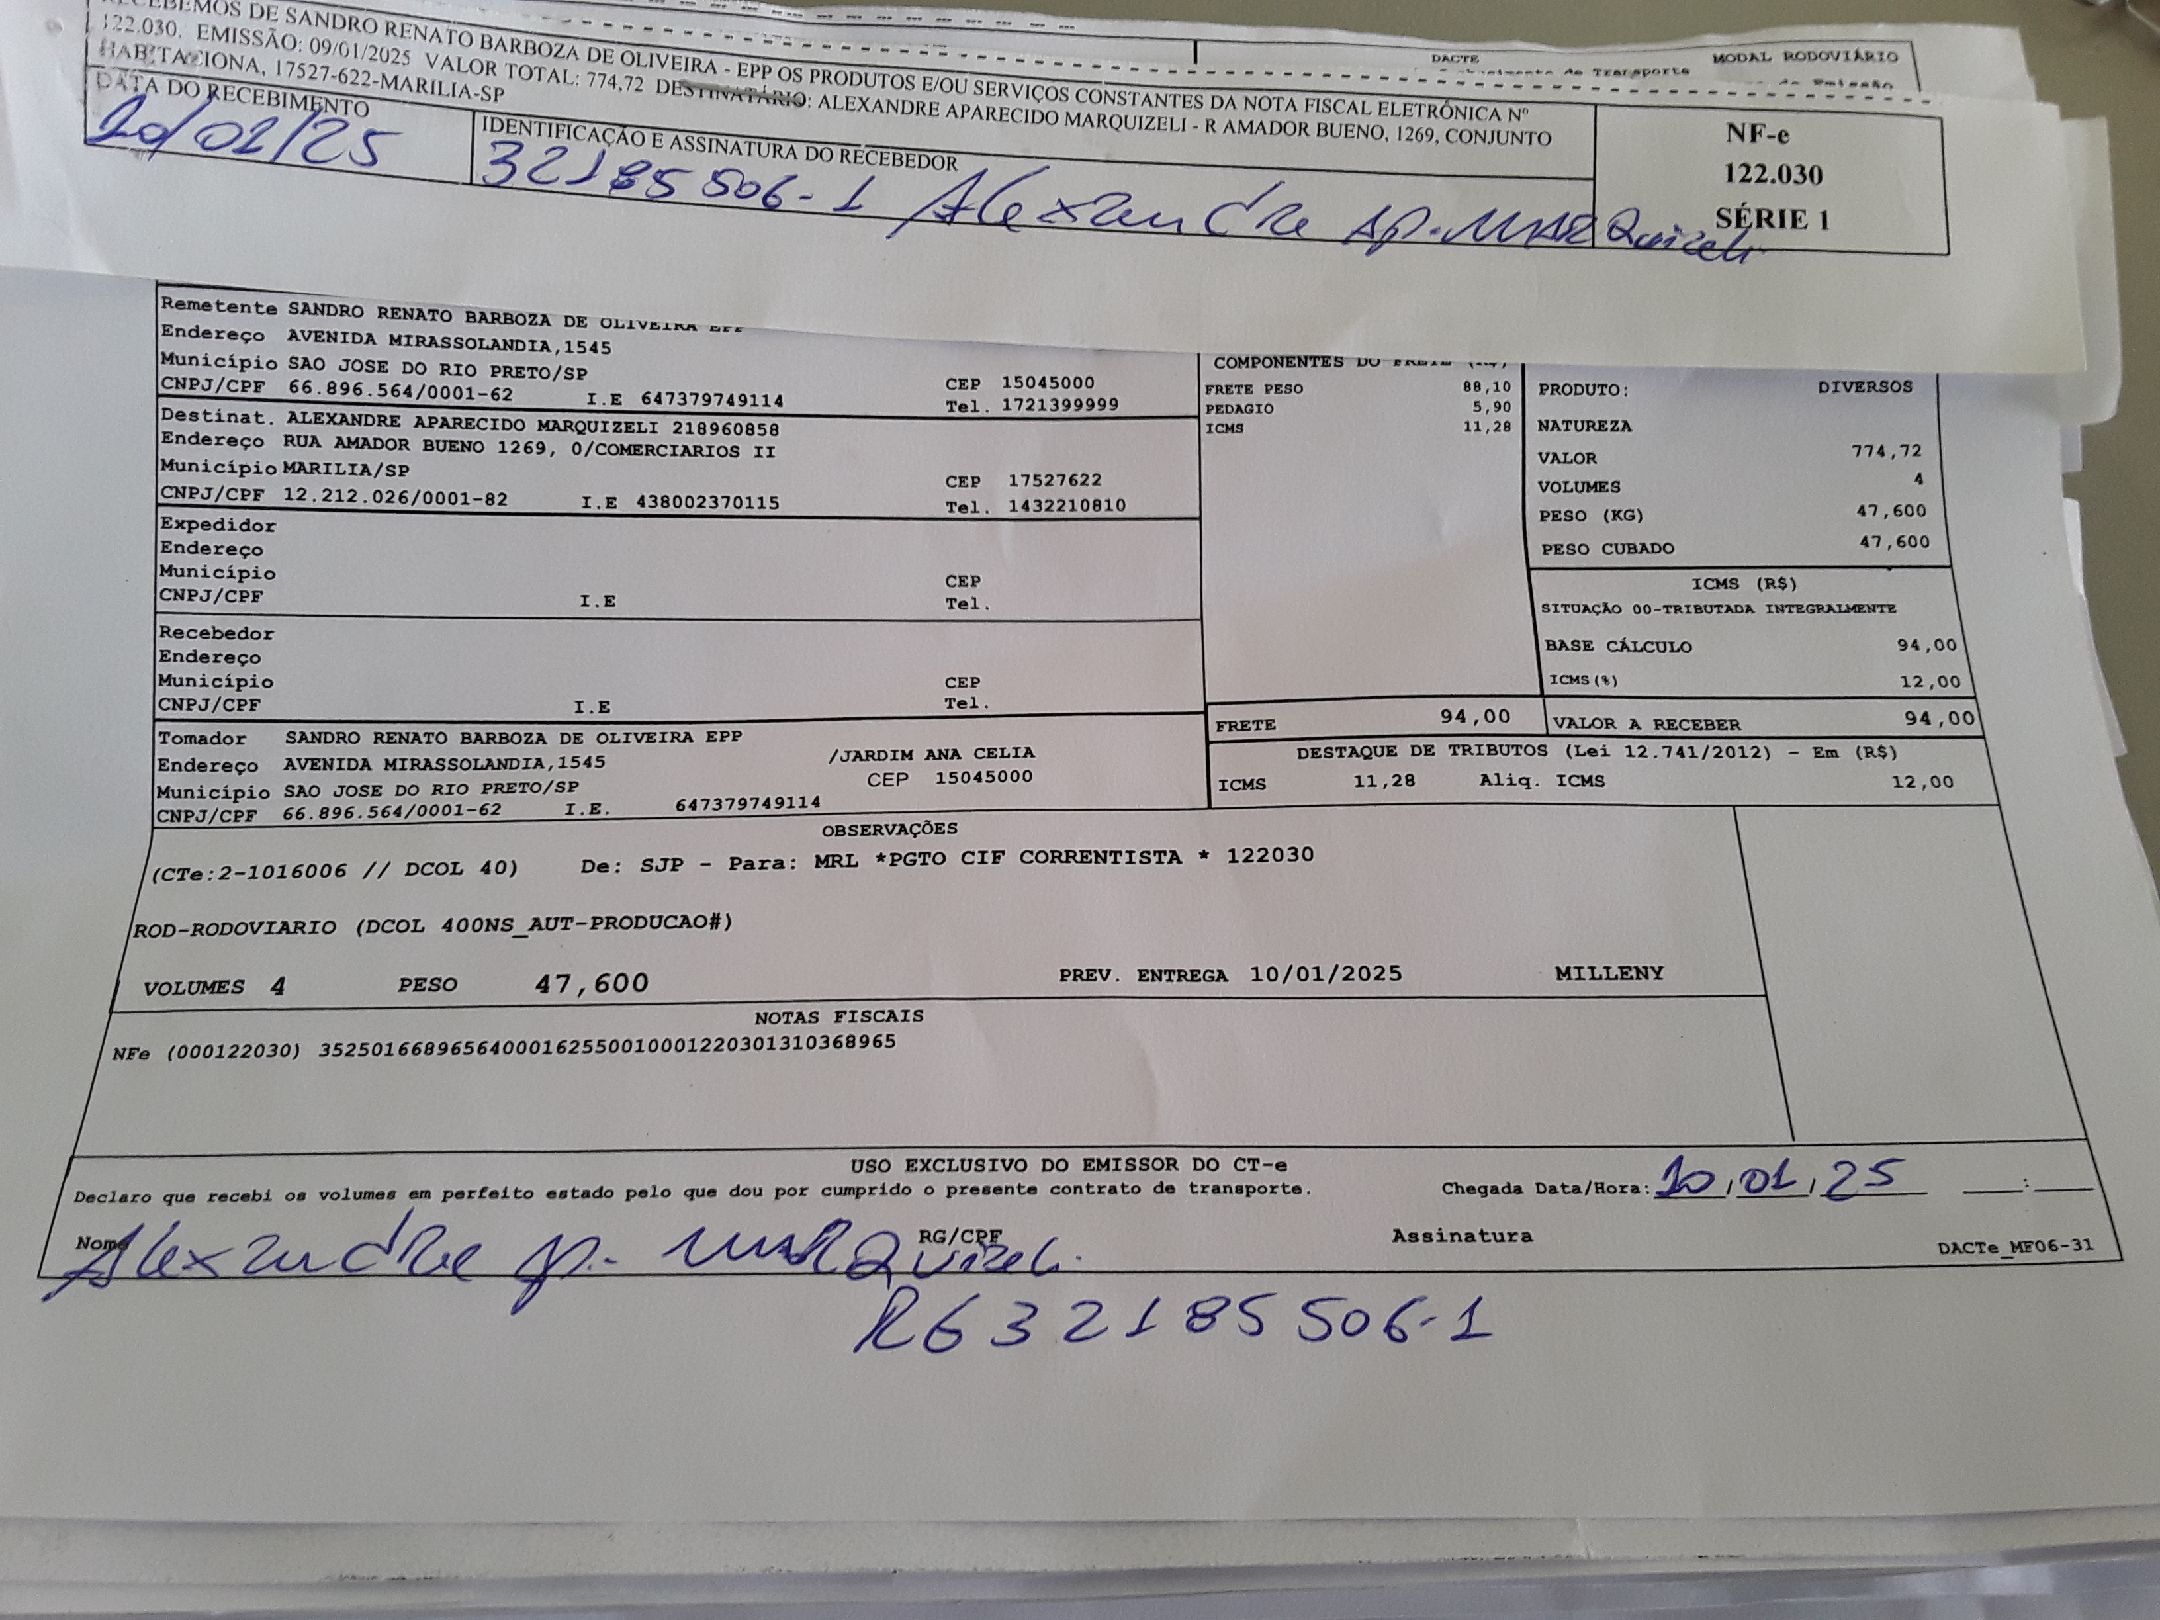 DACTE MODAL RODOVIÁRIO
de Transporte
RECEBEMOS DE SANDRO RENATO BARBOZA DE OLIVEIRA - EPP OS PRODUTOS E/OU SERVIÇOS CONSTANTES DA NOTA FISCAL ELETRÔNICA Nº
122.030. EMISSÃO: 09/01/2025 VALOR TOTAL: 774,72 DESTINATÁRIO: ALEXANDRE APARECIDO MARQUIZELI - R AMADOR BUENO, 1269, CONJUNTO
HABITACIONA, 17527-622-MARILIA-SP
NF-e
122.030
SÉRIE 1
DATA DO RECEBIMENTO
10/01/25
IDENTIFICAÇÃO E ASSINATURA DO RECEBEDOR
32185506-1 Alexandre Ap. MARQuizeli
Remetente SANDRO RENATO BARBOZA DE OLIVEIRA EPP
Endereço AVENIDA MIRASSOLANDIA,1545
Município SAO JOSE DO RIO PRETO/SP CEP 15045000
CNPJ/CPF 66.896.564/0001-62 I.E 647379749114 Tel. 1721399999
Destinat. ALEXANDRE APARECIDO MARQUIZELI 218960858
Endereço RUA AMADOR BUENO 1269, 0/COMERCIARIOS II
Município MARILIA/SP CEP 17527622
CNPJ/CPF 12.212.026/0001-82 I.E 438002370115 Tel. 1432210810
Expedidor
Endereço
Município CEP
CNPJ/CPF I.E Tel.
Recebedor
Endereço
Município CEP
CNPJ/CPF I.E Tel.
Tomador SANDRO RENATO BARBOZA DE OLIVEIRA EPP
Endereço AVENIDA MIRASSOLANDIA,1545 /JARDIM ANA CELIA
Município SAO JOSE DO RIO PRETO/SP CEP 15045000
CNPJ/CPF 66.896.564/0001-62 I.E. 647379749114
COMPONENTES DO FRETE (R$)
FRETE PESO 88,10
PEDAGIO 5,90
ICMS 11,28
PRODUTO: DIVERSOS
NATUREZA
VALOR 774,72
VOLUMES 4
PESO (KG) 47,600
PESO CUBADO 47,600
ICMS (R$)
SITUAÇÃO 00-TRIBUTADA INTEGRALMENTE
BASE CÁLCULO 94,00
ICMS(%) 12,00
FRETE 94,00 VALOR A RECEBER 94,00
DESTAQUE DE TRIBUTOS (Lei 12.741/2012) - Em (R$)
ICMS 11,28 Aliq. ICMS 12,00
OBSERVAÇÕES
(CTe:2-1016006 // DCOL 40) De: SJP - Para: MRL *PGTO CIF CORRENTISTA * 122030
ROD-RODOVIARIO (DCOL 400NS_AUT-PRODUCAO#)
VOLUMES 4 PESO 47,600 PREV. ENTREGA 10/01/2025 MILLENY
NOTAS FISCAIS
NFe (000122030) 35250166896564000162550010001220301310368965
USO EXCLUSIVO DO EMISSOR DO CT-e
Declaro que recebi os volumes em perfeito estado pelo que dou por cumprido o presente contrato de transporte. Chegada Data/Hora: 10/01/25 __:__
Nome RG/CPF Assinatura DACTe_MF06-31
Alexandre Ap. MARQuizeli
RG 32185506-1